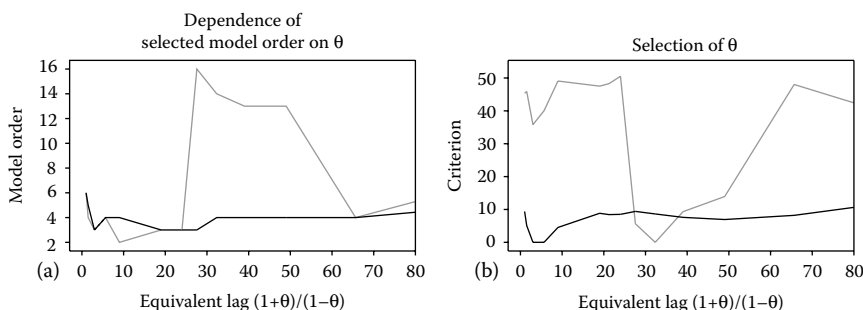 Dependence of
selected model order on θ
16
14
12
10
8
6
4
2
Model order
0 10 20 30 40 50 60 70 80
(a)
Equivalent lag (1+θ)/(1−θ)
Selection of θ
50
40
30
20
10
0
Criterion
0 10 20 30 40 50 60 70 80
(b)
Equivalent lag (1+θ)/(1−θ)